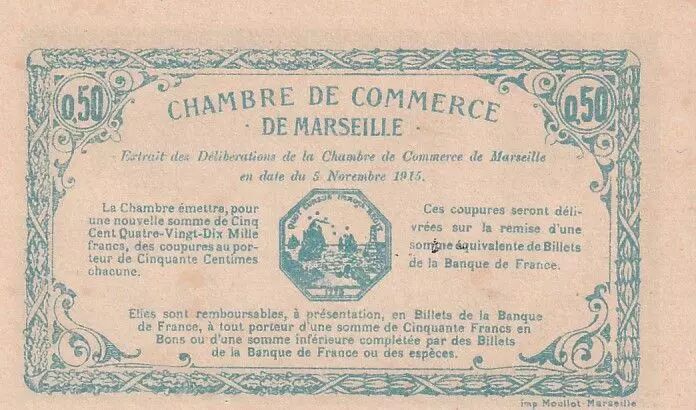 0,50
0,50
CHAMBRE DE COMMERCE
· DE MARSEILLE ·
Extrait des Délibérations de la Chambre de Commerce de Marseille
en date du 5 Novembre 1915.
La Chambre émettra, pour
une nouvelle somme de Cinq
Cent Quatre-Vingt-Dix Mille
francs, des coupures au por-
teur de Cinquante Centimes
chacune.
Ces coupures seront déli-
vrées sur la remise d'une
somme équivalente de Billets
de la Banque de France.
Elles sont remboursables, à présentation, en Billets de la Banque
de France, à tout porteur d'une somme de Cinquante Francs en
Bons ou d'une somme inférieure complétée par des Billets
de la Banque de France ou des espèces.
imp Moullot-Marseille